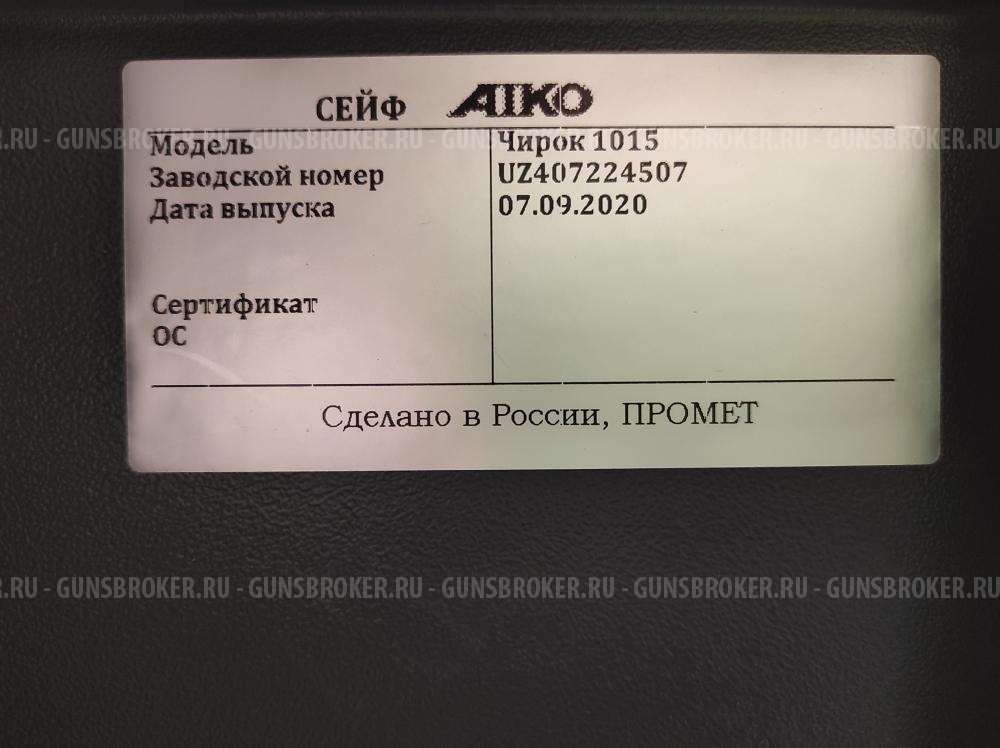 СЕЙФ AIKO
.RU - GUNSBROKER.RU - GUNSBROKER.RU - GUNSBROKER.RU - GUNSBROKER.RU - GUNSBROKER.RU
Модель Чирок 1015
Заводской номер UZ407224507
Дата выпуска 07.09.2020
Сертификат
ОС
Сделано в России, ПРОМЕТ
.RU - GUNSBROKER.RU - GUNSBROKER.RU - GUNSBROKER.RU - GUNSBROKER.RU - GUNSBROKER.RU